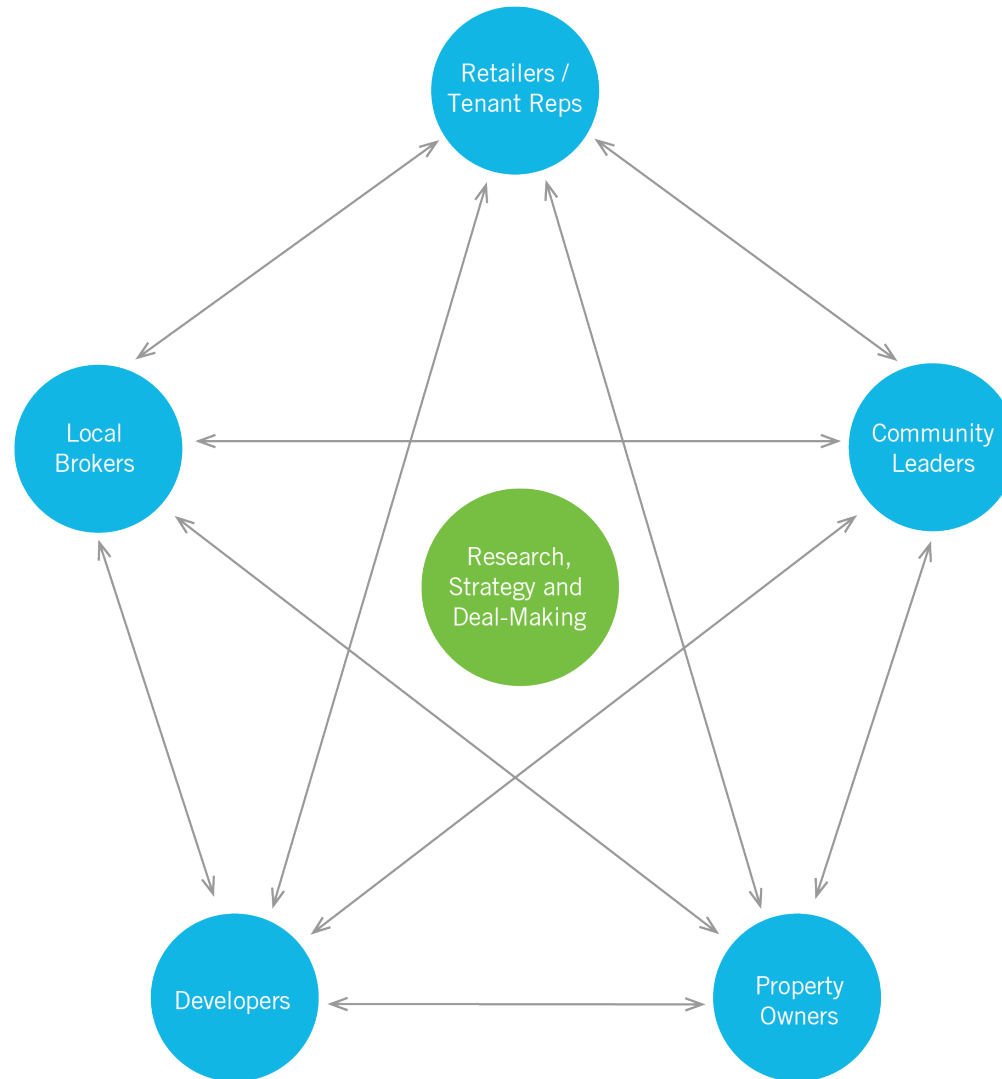 Retailers /
Tenant Reps
Local
Brokers
Community
Leaders
Research,
Strategy and
Deal-Making
Developers
Property
Owners